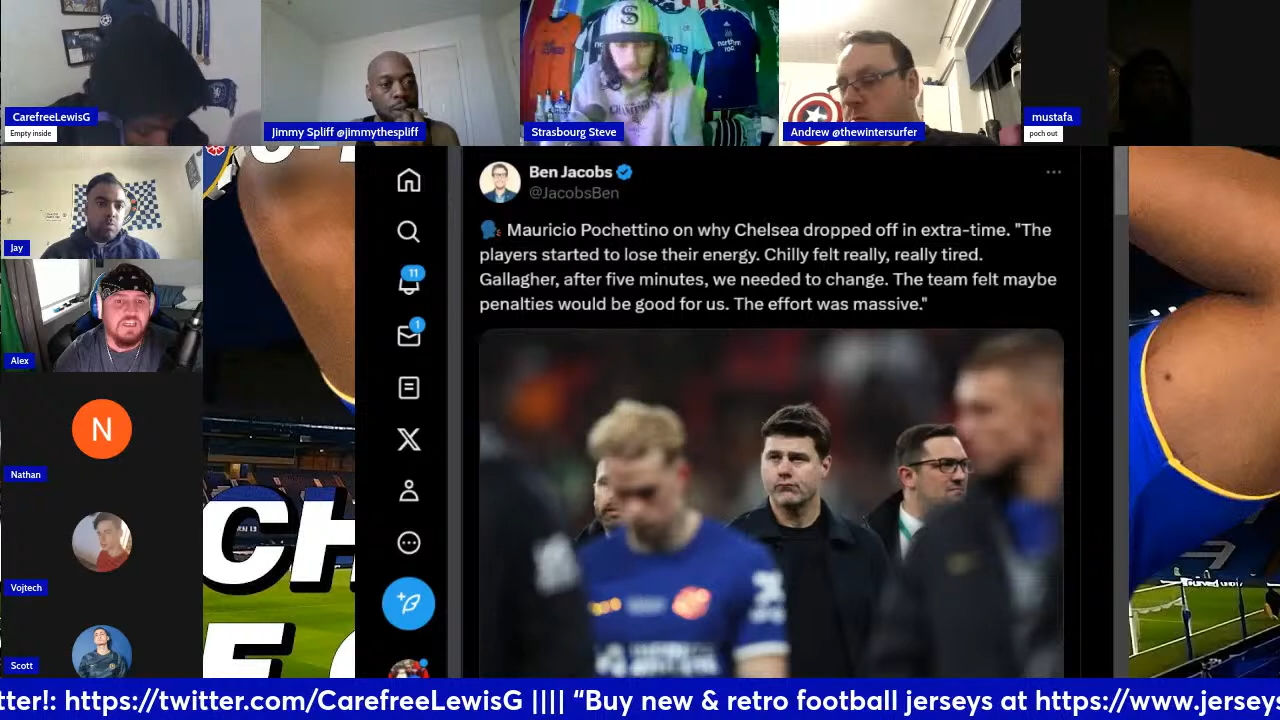 CarefreeLewisG
Empty inside
Jimmy Spliff @jimmythespliff
Strasbourg Steve
Andrew @thewintersurfer
mustafa
poch out
Jay
Alex
N
Nathan
Vojtech
Scott
Ben Jacobs
@JacobsBen
Mauricio Pochettino on why Chelsea dropped off in extra-time. "The
players started to lose their energy. Chilly felt really, really tired.
Gallagher, after five minutes, we needed to change. The team felt maybe
penalties would be good for us. The effort was massive."
11
1
X
CH
tter!: https://twitter.com/CarefreeLewisG |||| “Buy new & retro football jerseys at https://www.jerseys